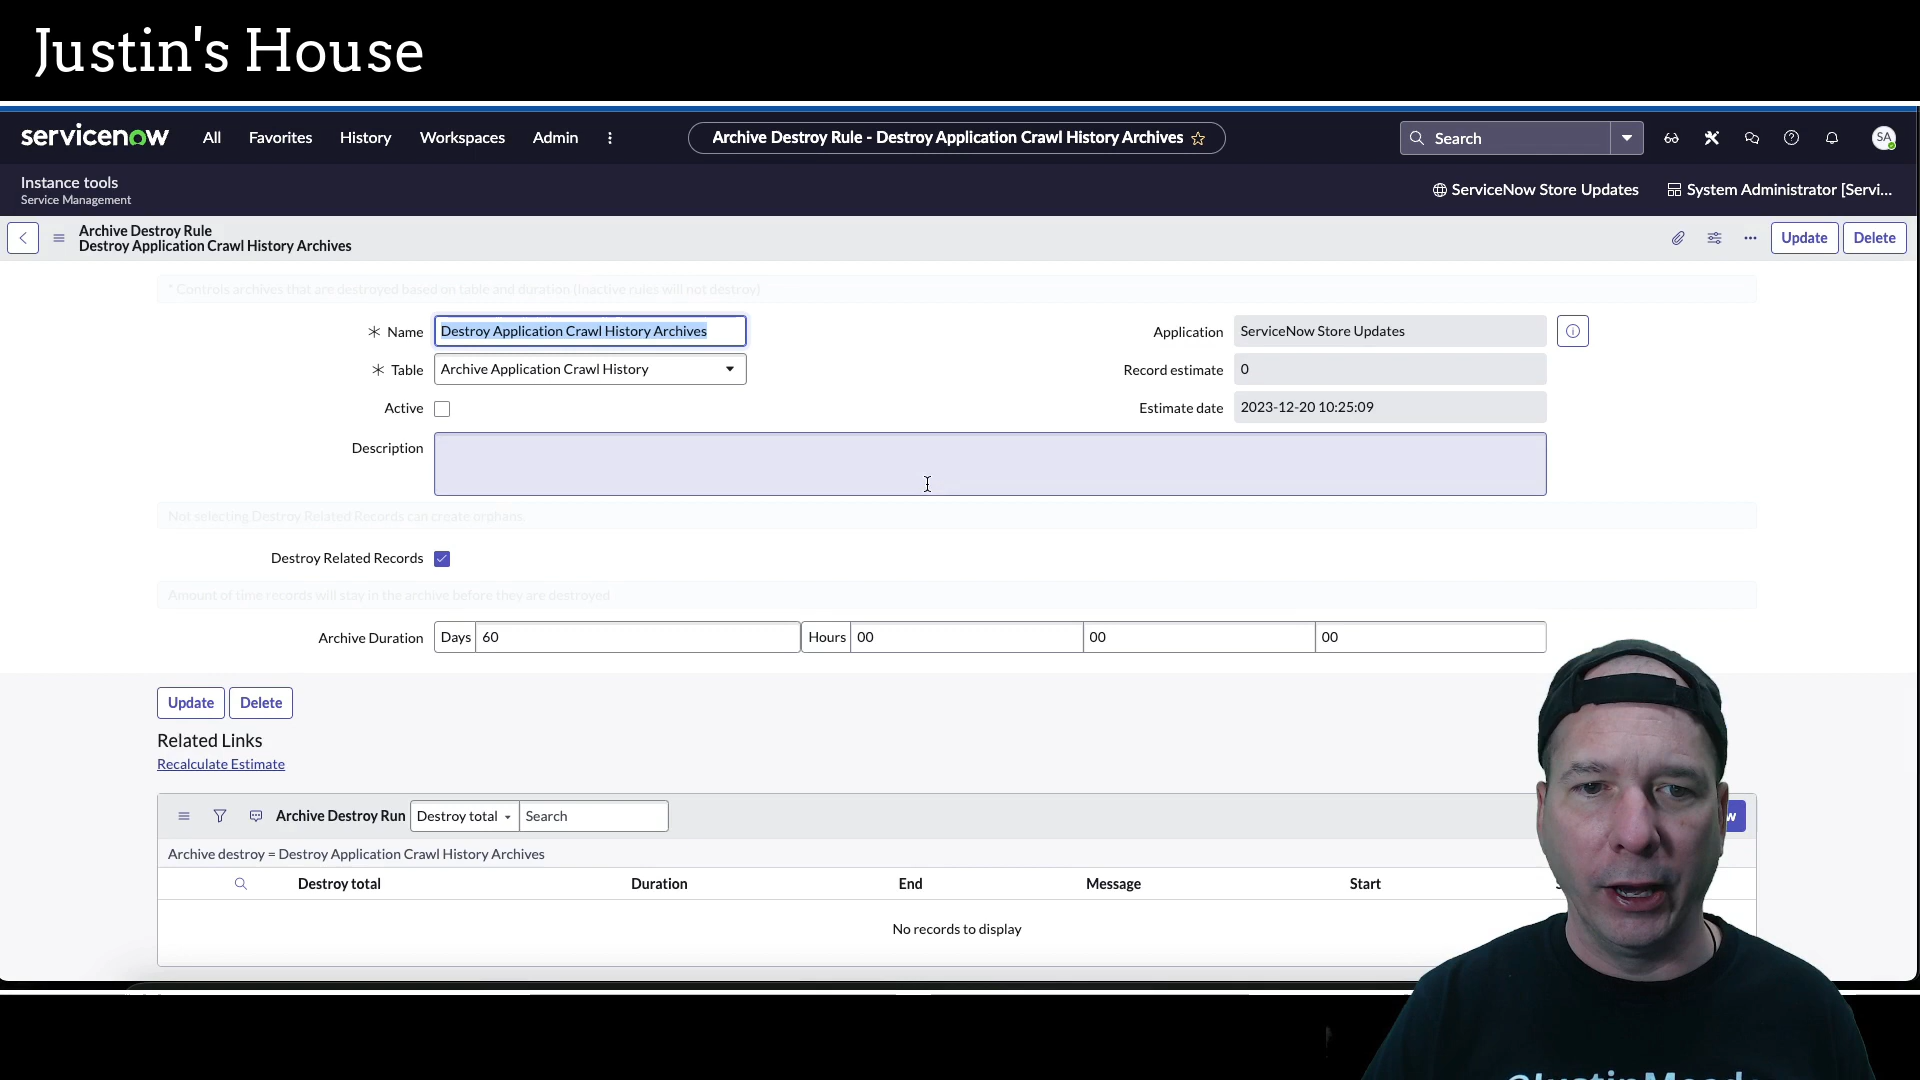 Justin's House
servicenow All Favorites History Workspaces Admin Archive Destroy Rule - Destroy Application Crawl History Archives Search SA
Instance tools
Service Management
ServiceNow Store Updates System Administrator [Servi...
Archive Destroy Rule
Destroy Application Crawl History Archives
Update Delete
* Controls archives that are destroyed based on table and duration (Inactive rules will not destroy)
Name Destroy Application Crawl History Archives Application ServiceNow Store Updates
Table Archive Application Crawl History Record estimate 0
Active Estimate date 2023-12-20 10:25:09
Description
Not selecting Destroy Related Records can create orphans.
Destroy Related Records
Amount of time records will stay in the archive before they are destroyed
Archive Duration Days 60 Hours 00 00 00
Update Delete
Related Links
Recalculate Estimate
Archive Destroy Run Destroy total Search
Archive destroy = Destroy Application Crawl History Archives
Destroy total Duration End Message Start
No records to display